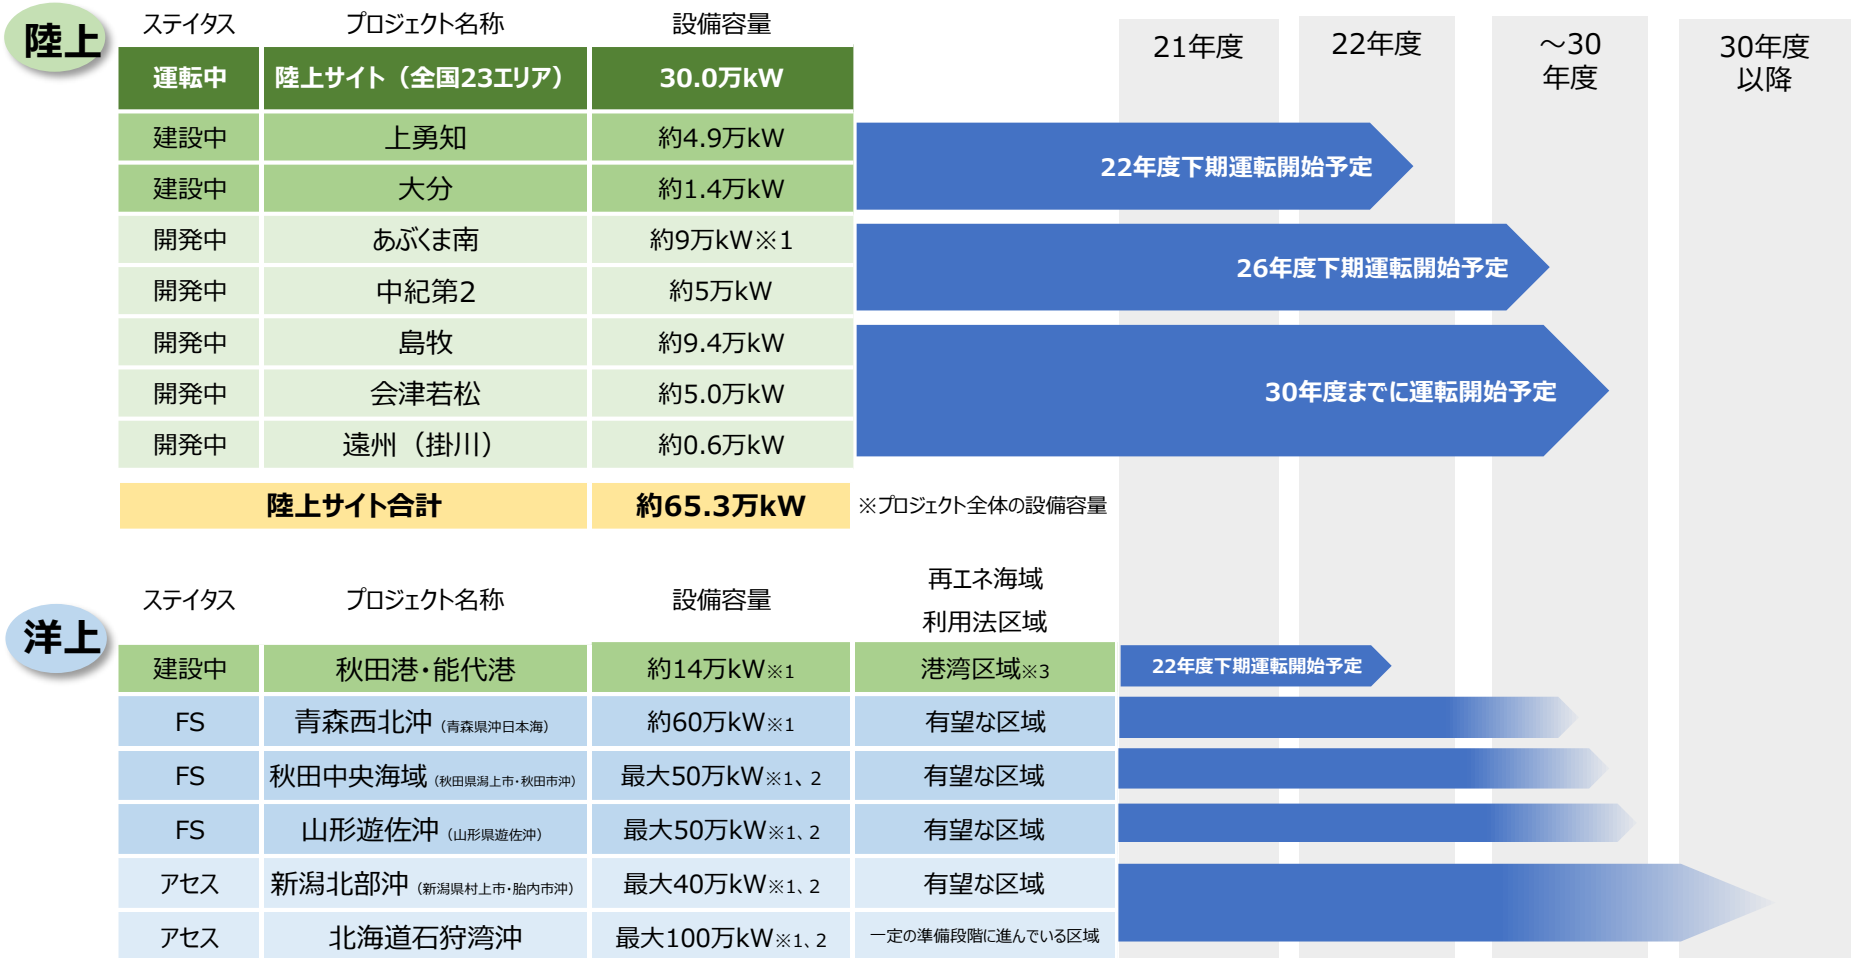 陸上
ステイタス プロジェクト名称 設備容量
21年度 22年度 ～30年度 30年度以降
運転中 陸上サイト（全国23エリア） 30.0万kW
建設中 上勇知 約4.9万kW
22年度下期運転開始予定
建設中 大分 約1.4万kW
開発中 あぶくま南 約9万kW※1
26年度下期運転開始予定
開発中 中紀第2 約5万kW
開発中 島牧 約9.4万kW
開発中 会津若松 約5.0万kW
30年度までに運転開始予定
開発中 遠州（掛川） 約0.6万kW
陸上サイト合計 約65.3万kW ※プロジェクト全体の設備容量
洋上
ステイタス プロジェクト名称 設備容量
再エネ海域
利用法区域
建設中 秋田港・能代港 約14万kW※1 港湾区域※3 22年度下期運転開始予定
FS 青森西北沖（青森県沖日本海） 約60万kW※1 有望な区域
FS 秋田中央海域（秋田県潟上市・秋田市沖） 最大50万kW※1、2 有望な区域
FS 山形遊佐沖（山形県遊佐沖） 最大50万kW※1、2 有望な区域
アセス 新潟北部沖（新潟県村上市・胎内市沖） 最大40万kW※1、2 有望な区域
アセス 北海道石狩湾沖 最大100万kW※1、2 一定の準備段階に進んでいる区域